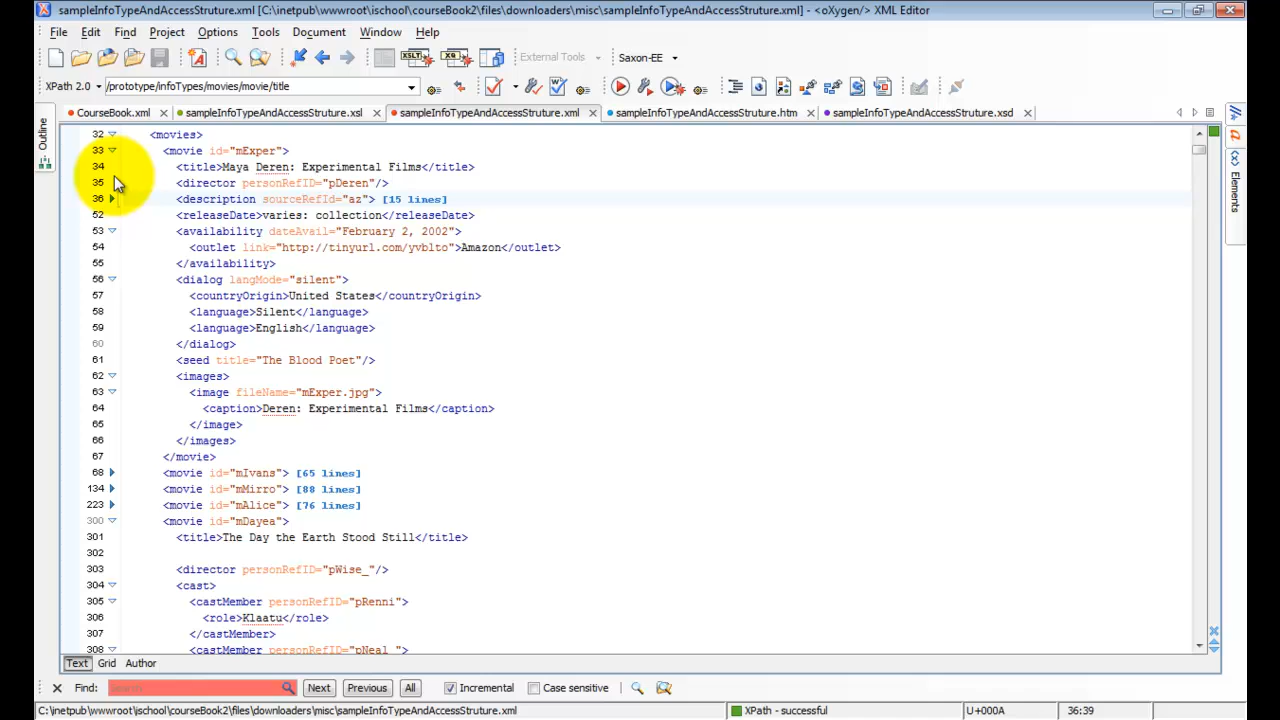 sampleInfoTypeAndAccessStruture.xml [C:\inetpub\wwwroot\ischool\courseBook2\files\downloaders\misc\sampleInfoTypeAndAccessStruture.xml] - <oXygen/> XML Editor
File Edit Find Project Options Tools Document Window Help
XSLT XQ External Tools Saxon-EE
XPath 2.0 /prototype/infoTypes/movies/movie/title
CourseBook.xml sampleInfoTypeAndAccessStruture.xsl sampleInfoTypeAndAccessStruture.xml sampleInfoTypeAndAccessStruture.htm sampleInfoTypeAndAccessStruture.xsd
Outline
Elements
32 <movies>
33 <movie id="mExper">
34 <title>Maya Deren: Experimental Films</title>
35 <director personRefID="pDeren"/>
36 <description sourceRefId="az"> [15 lines]
52 <releaseDate>varies: collection</releaseDate>
53 <availability dateAvail="February 2, 2002">
54 <outlet link="http://tinyurl.com/yvblto">Amazon</outlet>
55 </availability>
56 <dialog langMode="silent">
57 <countryOrigin>United States</countryOrigin>
58 <language>Silent</language>
59 <language>English</language>
60 </dialog>
61 <seed title="The Blood Poet"/>
62 <images>
63 <image fileName="mExper.jpg">
64 <caption>Deren: Experimental Films</caption>
65 </image>
66 </images>
67 </movie>
68 <movie id="mIvans"> [65 lines]
134 <movie id="mMirro"> [88 lines]
223 <movie id="mAlice"> [76 lines]
300 <movie id="mDayea">
301 <title>The Day the Earth Stood Still</title>
302
303 <director personRefID="pWise_"/>
304 <cast>
305 <castMember personRefID="pRenni">
306 <role>Klaatu</role>
307 </castMember>
308 <castMember personRefID="pNeal_">
Text Grid Author
Find: Search Next Previous All Incremental Case sensitive
C:\inetpub\wwwroot\ischool\courseBook2\files\downloaders\misc\sampleInfoTypeAndAccessStruture.xml XPath - successful U+000A 36:39